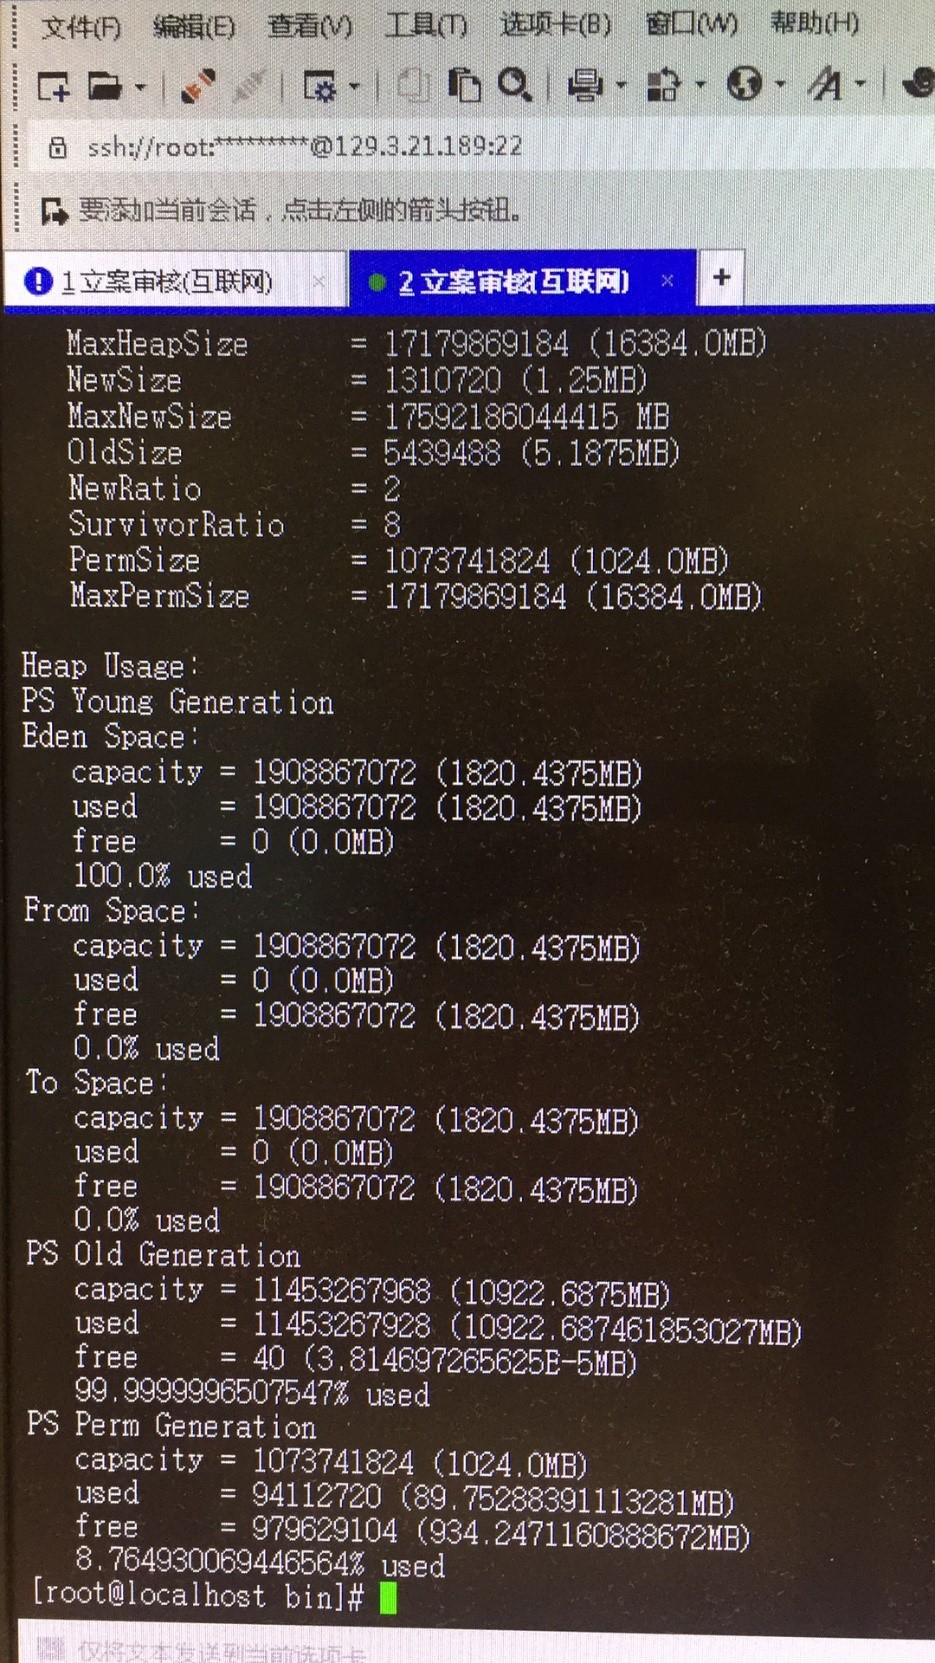 文件(F) 编辑(E) 查看(V) 工具(T) 选项卡(B) 窗口(W) 帮助(H)
ssh://root:*********@129.3.21.189:22
要添加当前会话，点击左侧的箭头按钮。
1 立案审核(互联网) × 2 立案审核(互联网) × +
MaxHeapSize = 17179869184 (16384.0MB)
NewSize = 1310720 (1.25MB)
MaxNewSize = 17592186044415 MB
OldSize = 5439488 (5.1875MB)
NewRatio = 2
SurvivorRatio = 8
PermSize = 1073741824 (1024.0MB)
MaxPermSize = 17179869184 (16384.0MB)
Heap Usage:
PS Young Generation
Eden Space:
capacity = 1908867072 (1820.4375MB)
used = 1908867072 (1820.4375MB)
free = 0 (0.0MB)
100.0% used
From Space:
capacity = 1908867072 (1820.4375MB)
used = 0 (0.0MB)
free = 1908867072 (1820.4375MB)
0.0% used
To Space:
capacity = 1908867072 (1820.4375MB)
used = 0 (0.0MB)
free = 1908867072 (1820.4375MB)
0.0% used
PS Old Generation
capacity = 11453267968 (10922.6875MB)
used = 11453267928 (10922.687461853027MB)
free = 40 (3.814697265625E-5MB)
99.9999996507547% used
PS Perm Generation
capacity = 1073741824 (1024.0MB)
used = 94112720 (89.75288391113281MB)
free = 979629104 (934.2471160888672MB)
8.764930069446564% used
[root@localhost bin]#
仅将文本发送到当前选项卡